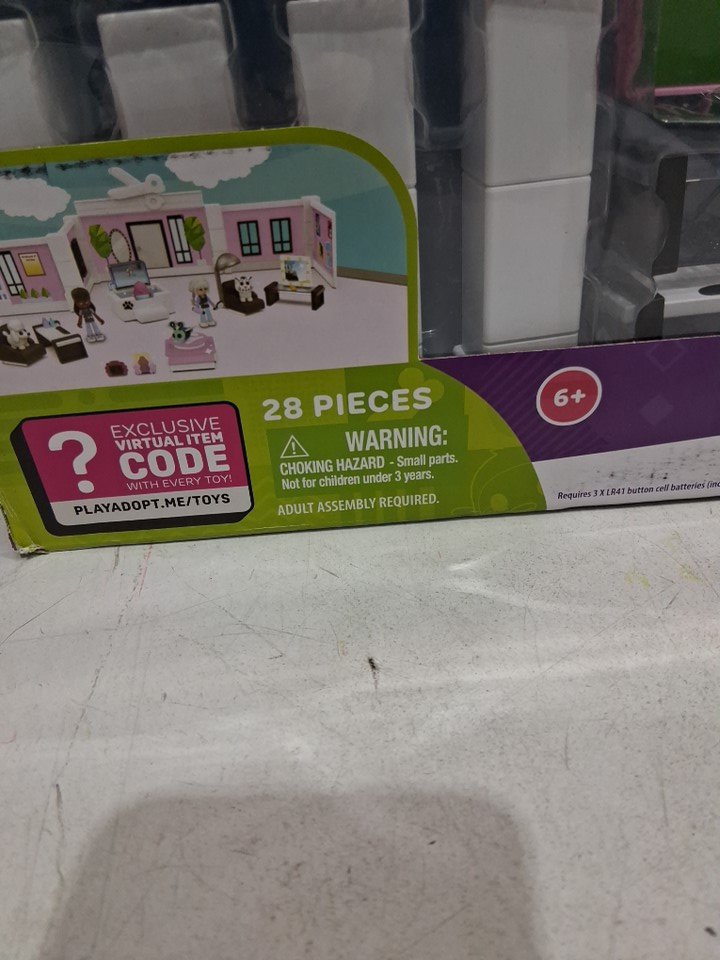 28 PIECES
6+
?
EXCLUSIVE
VIRTUAL ITEM
CODE
WITH EVERY TOY!
PLAYADOPT.ME/TOYS
WARNING:
CHOKING HAZARD - Small parts.
Not for children under 3 years.
ADULT ASSEMBLY REQUIRED.
Requires 3 X LR41 button cell batteries